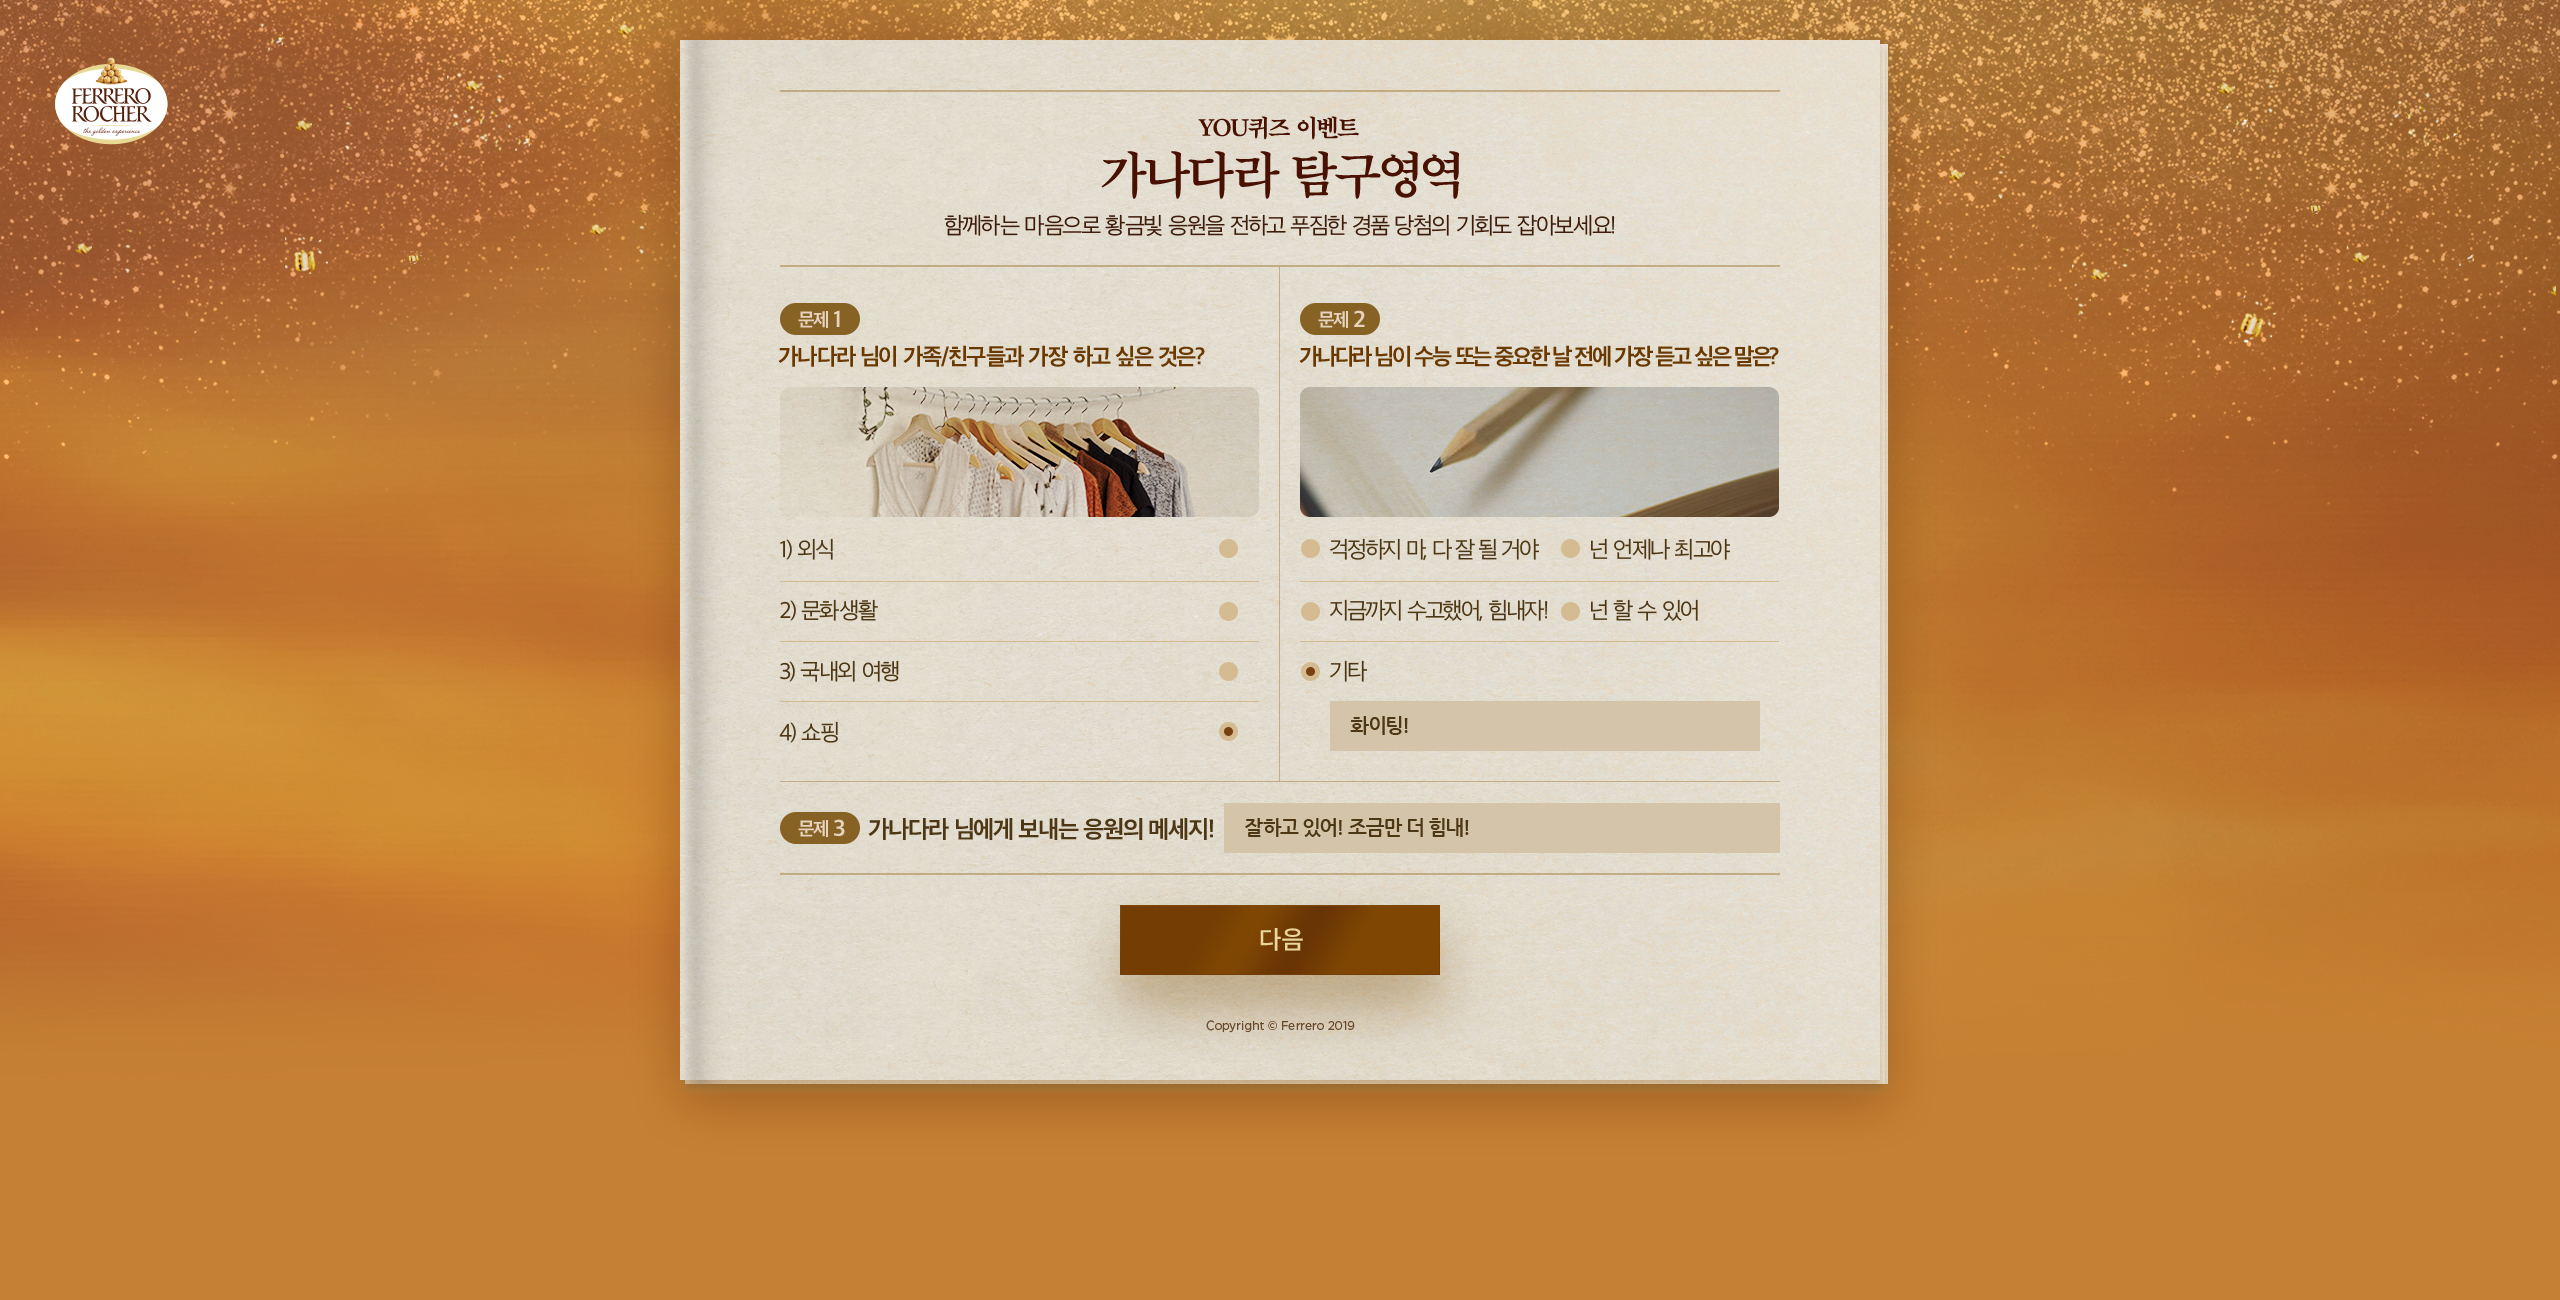 FERRERO
ROCHER
the golden experience
YOU퀴즈 이벤트
가나다라 탐구영역
함께하는 마음으로 황금빛 응원을 전하고 푸짐한 경품 당첨의 기회도 잡아보세요!
문제 1
가나다라 님이 가족/친구들과 가장 하고 싶은 것은?
1) 외식
2) 문화생활
3) 국내외 여행
4) 쇼핑
문제 2
가나다라 님이 수능 또는 중요한 날 전에 가장 듣고 싶은 말은?
걱정하지 마, 다 잘 될 거야
넌 언제나 최고야
지금까지 수고했어, 힘내자!
넌 할 수 있어
기타
화이팅!
문제 3
가나다라 님에게 보내는 응원의 메세지!
잘하고 있어! 조금만 더 힘내!
다음
Copyright © Ferrero 2019